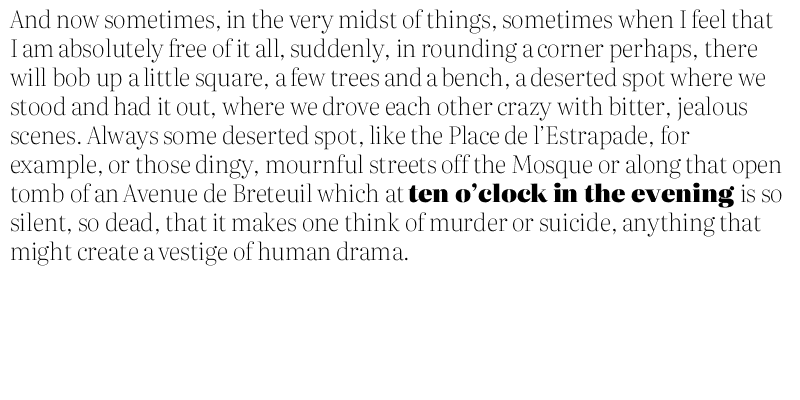 And now sometimes, in the very midst of things, sometimes when I feel that
I am absolutely free of it all, suddenly, in rounding a corner perhaps, there
will bob up a little square, a few trees and a bench, a deserted spot where we
stood and had it out, where we drove each other crazy with bitter, jealous
scenes. Always some deserted spot, like the Place de l’Estrapade, for
example, or those dingy, mournful streets off the Mosque or along that open
tomb of an Avenue de Breteuil which at ten o’clock in the evening is so
silent, so dead, that it makes one think of murder or suicide, anything that
might create a vestige of human drama.